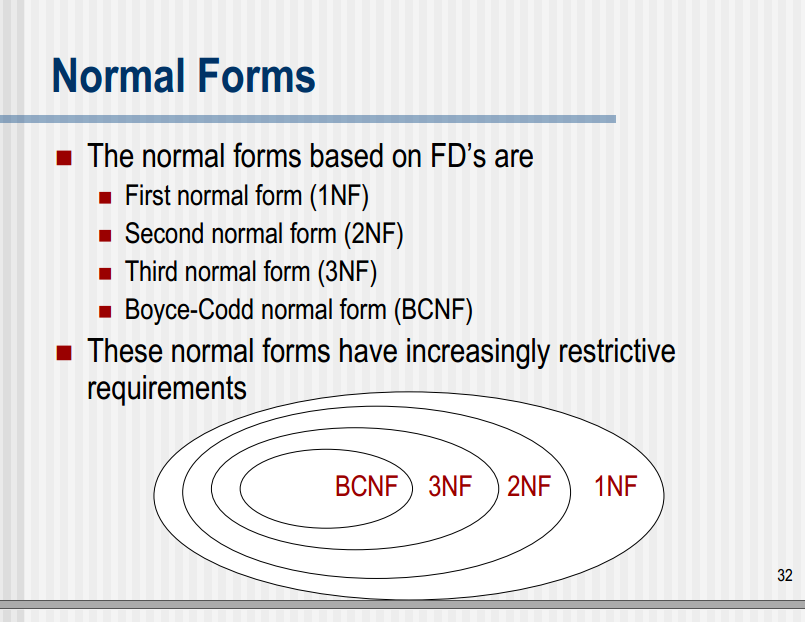 Normal Forms
The normal forms based on FD's are
First normal form (1NF)
Second normal form (2NF)
Third normal form (3NF)
Boyce-Codd normal form (BCNF)
These normal forms have increasingly restrictive
requirements
BCNF 3NF 2NF 1NF
32